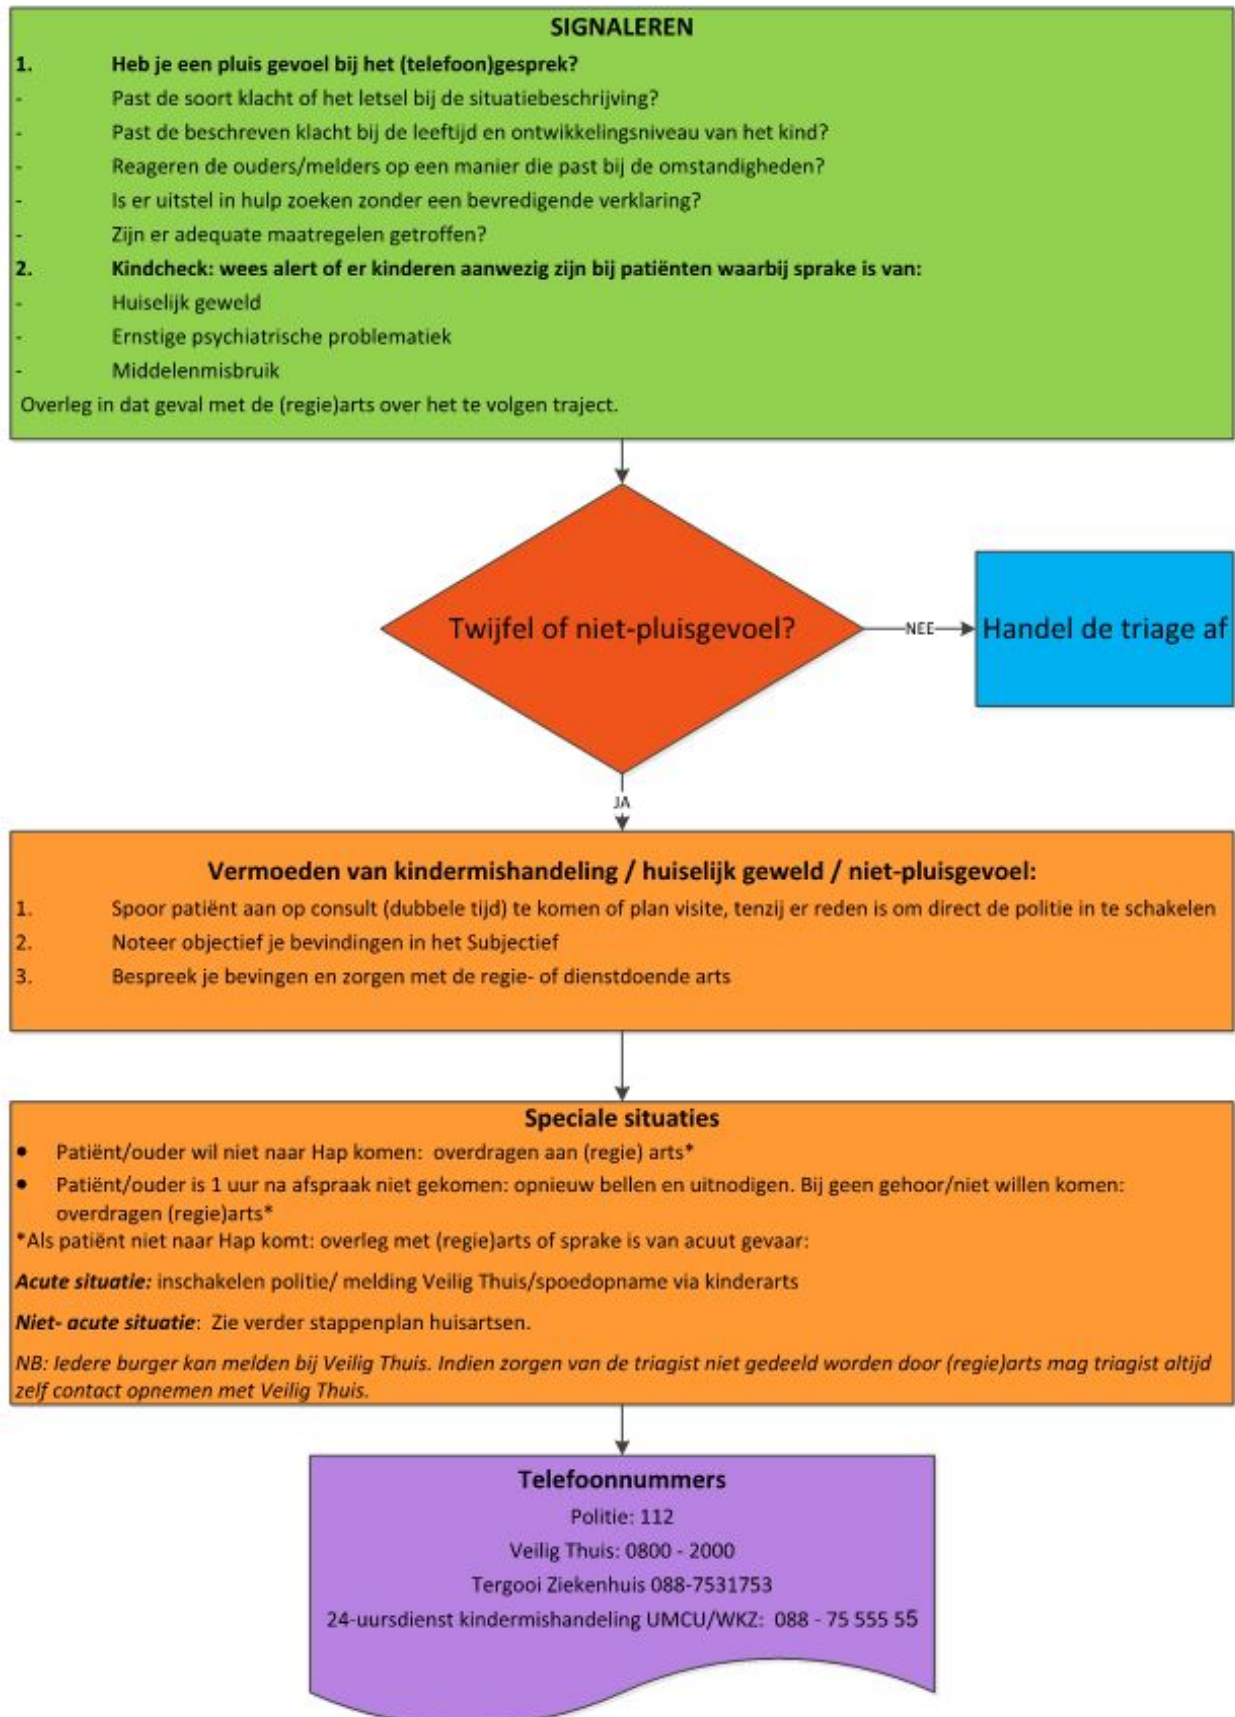 SIGNALEREN
1. Heb je een pluis gevoel bij het (telefoon)gesprek?
- Past de soort klacht of het letsel bij de situatiebeschrijving?
- Past de beschreven klacht bij de leeftijd en ontwikkelingsniveau van het kind?
- Reageren de ouders/melders op een manier die past bij de omstandigheden?
- Is er uitstel in hulp zoeken zonder een bevredigende verklaring?
- Zijn er adequate maatregelen getroffen?
2. Kindcheck: wees alert of er kinderen aanwezig zijn bij patiënten waarbij sprake is van:
- Huiselijk geweld
- Ernstige psychiatrische problematiek
- Middelenmisbruik
Overleg in dat geval met de (regie)arts over het te volgen traject.
Twijfel of niet-pluisgevoel?
NEE
Handel de triage af
JA
Vermoeden van kindermishandeling / huiselijk geweld / niet-pluisgevoel:
1. Spoor patiënt aan op consult (dubbele tijd) te komen of plan visite, tenzij er reden is om direct de politie in te schakelen
2. Noteer objectief je bevindingen in het Subjectief
3. Bespreek je bevingen en zorgen met de regie- of dienstdoende arts
Speciale situaties
• Patiënt/ouder wil niet naar Hap komen: overdragen aan (regie) arts*
• Patiënt/ouder is 1 uur na afspraak niet gekomen: opnieuw bellen en uitnodigen. Bij geen gehoor/niet willen komen:
overdragen (regie)arts*
*Als patiënt niet naar Hap komt: overleg met (regie)arts of sprake is van acuut gevaar:
Acute situatie: inschakelen politie/ melding Veilig Thuis/spoedopname via kinderarts
Niet- acute situatie: Zie verder stappenplan huisartsen.
NB: Iedere burger kan melden bij Veilig Thuis. Indien zorgen van de triagist niet gedeeld worden door (regie)arts mag triagist altijd
zelf contact opnemen met Veilig Thuis.
Telefoonnummers
Politie: 112
Veilig Thuis: 0800 - 2000
Tergooi Ziekenhuis 088-7531753
24-uursdienst kindermishandeling UMCU/WKZ: 088 - 75 555 55